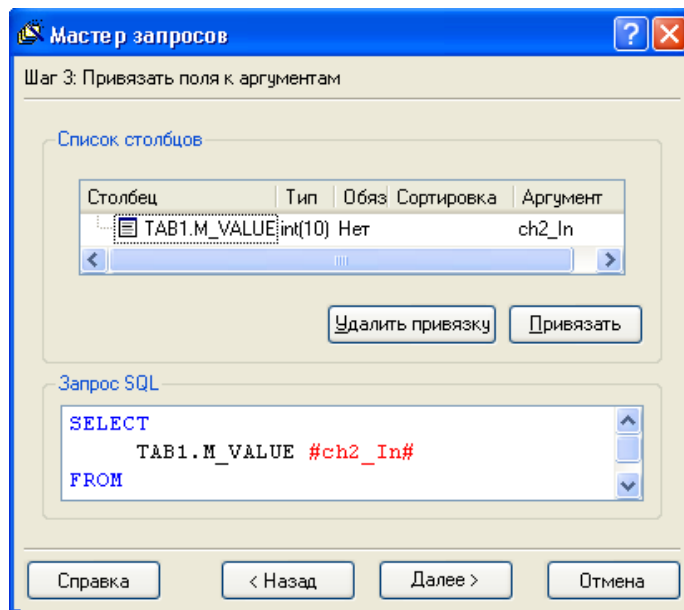 Мастер запросов
Шаг 3: Привязать поля к аргументам
Список столбцов
Столбец Тип Обяз Сортировка Аргумент
TAB1.M_VALUE int(10) Нет ch2_In
Удалить привязку Привязать
Запрос SQL
SELECT
TAB1.M_VALUE #ch2_In#
FROM
Справка < Назад Далее > Отмена